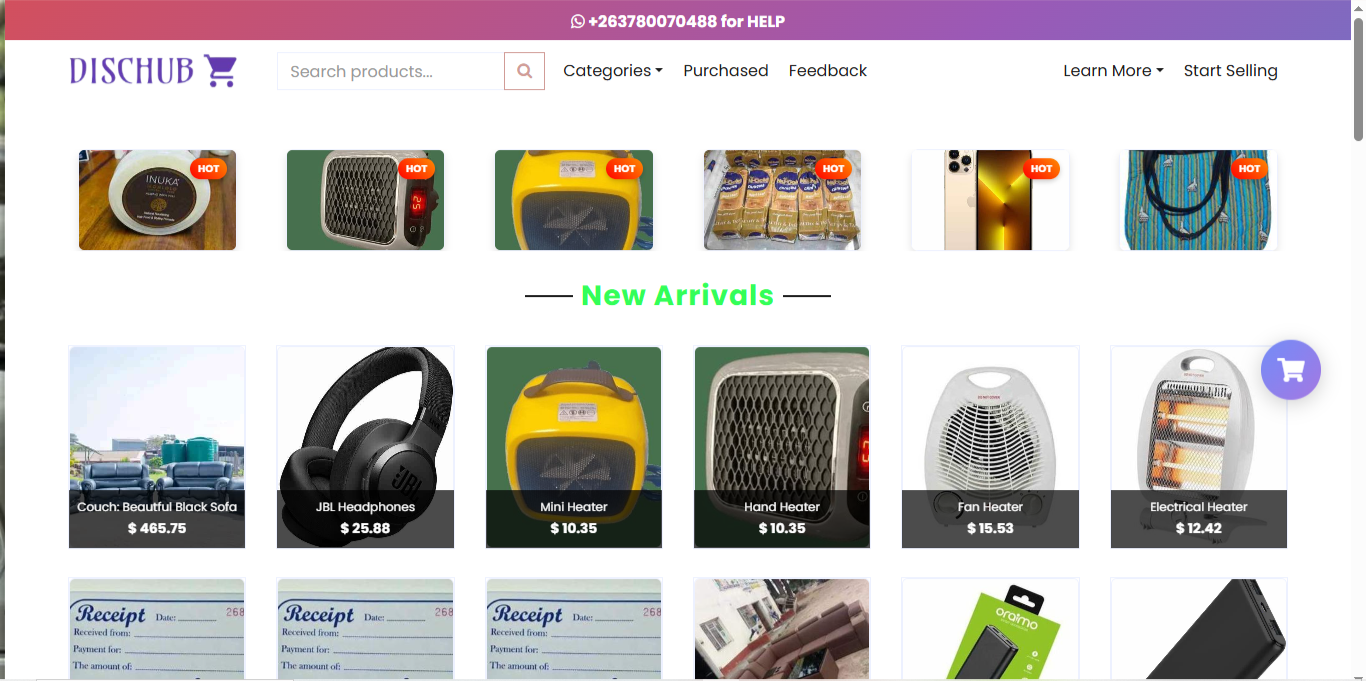 +263780070488 for HELP
DISCHUB
Search products...
Categories
Purchased
Feedback
Learn More
Start Selling
INUKA
HOT
HOT
25
HOT
HOT
HOT
HOT
New Arrivals
Couch: Beautful Black Sofa
$ 465.75
JBL
JBL Headphones
$ 25.88
Mini Heater
$ 10.35
Hand Heater
$ 10.35
Fan Heater
$ 15.53
Electrical Heater
$ 12.42
Receipt Date: 268
Received from:
Payment for:
The amount of:
Receipt Date: 268
Received from:
Payment for:
The amount of:
Receipt Date: 268
Received from:
Payment for:
The amount of:
oraimo